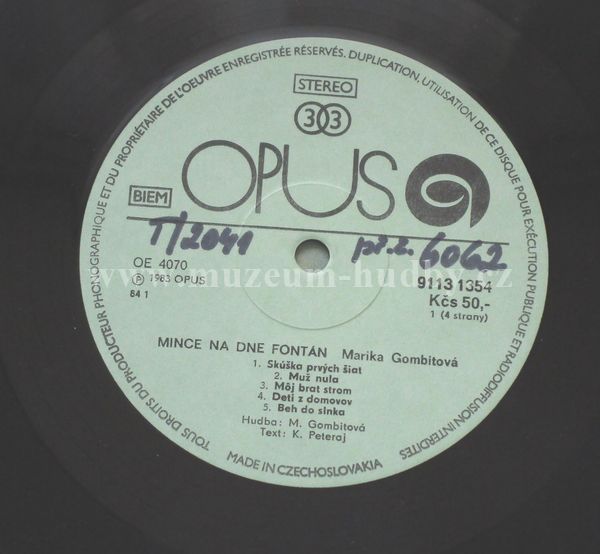 TOUS DROITS DU PRODUCTEUR PHONOGRAPHIQUE ET DU PROPRIÉTAIRE DE L'OEUVRE ENREGISTRÉE RÉSERVÉS. DUPLICATION, UTILISATION DE CE DISQUE POUR EXÉCUTION PUBLIQUE ET RADIODIFFUSION INTERDITES
STEREO
33
OPUS
BIEM
T/2041 př.č. 6062
OE 4070
℗ 1983 OPUS
84 1
9113 1354
Kčs 50,-
1 (4 strany)
www.muzeum-hudby.cz
MINCE NA DNE FONTÁN Marika Gombitová
1. Skúška prvých šiat
2. Muž nula
3. Môj brat strom
4. Deti z domovov
5. Beh do slnka
Hudba: M. Gombitová
Text: K. Peteraj
MADE IN CZECHOSLOVAKIA